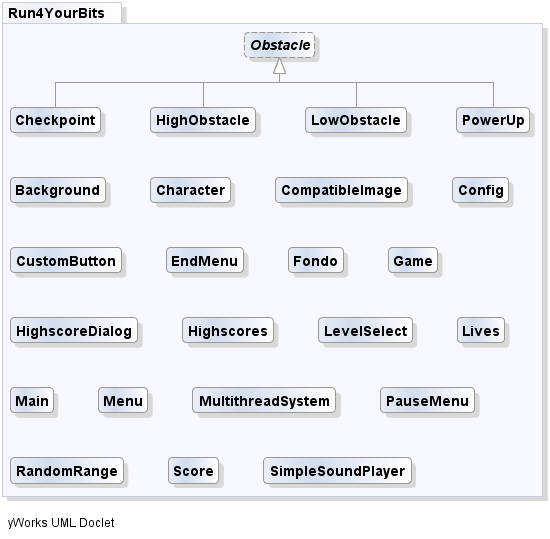 Run4YourBits
Obstacle
Checkpoint HighObstacle LowObstacle PowerUp
Background Character CompatibleImage Config
CustomButton EndMenu Fondo Game
HighscoreDialog Highscores LevelSelect Lives
Main Menu MultithreadSystem PauseMenu
RandomRange Score SimpleSoundPlayer
yWorks UML Doclet